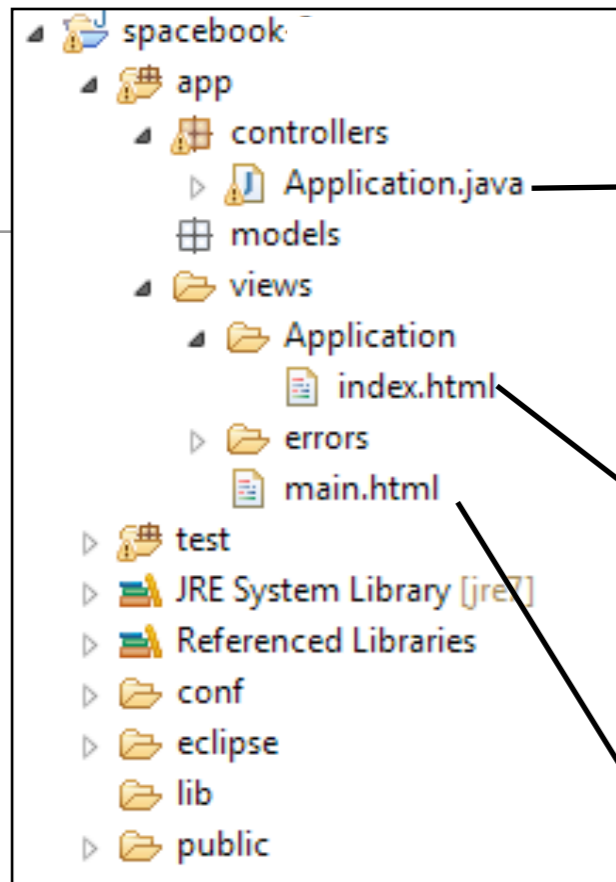 spacebook
app
controllers
Application.java
models
views
Application
index.html
errors
main.html
test
JRE System Library [jre7]
Referenced Libraries
conf
eclipse
lib
public